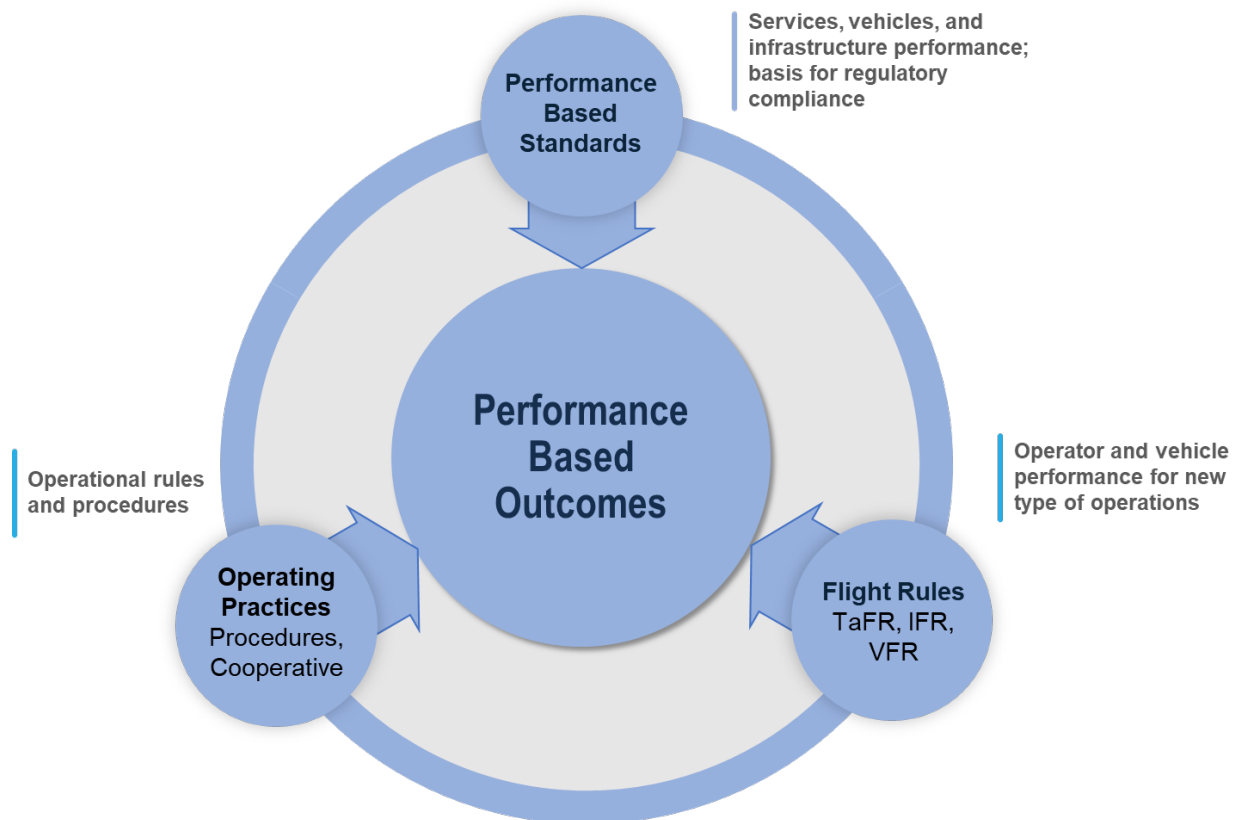 Services, vehicles, and
infrastructure performance;
basis for regulatory
compliance
Performance
Based
Standards
Performance
Based
Outcomes
Operational rules
and procedures
Operator and vehicle
performance for new
type of operations
Operating
Practices
Procedures,
Cooperative
Flight Rules
TaFR, IFR,
VFR